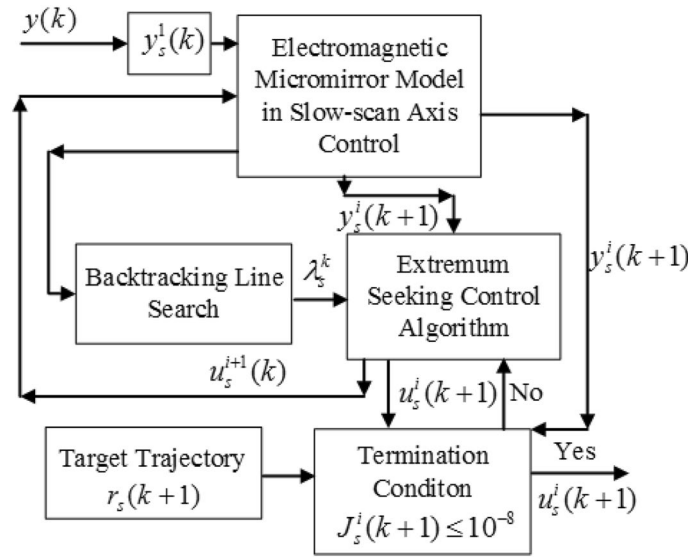 y(k)
y_s^1(k)
Electromagnetic
Micromirror Model
in Slow-scan Axis
Control
y_s^i(k+1)
y_s^i(k+1)
Backtracking Line
Search
λ_s^k
Extremum
Seeking Control
Algorithm
u_s^{i+1}(k)
u_s^i(k+1)
No
Yes
Target Trajectory
r_s(k+1)
Termination
Conditon
J_s^i(k+1) ≤ 10^{-8}
u_s^i(k+1)